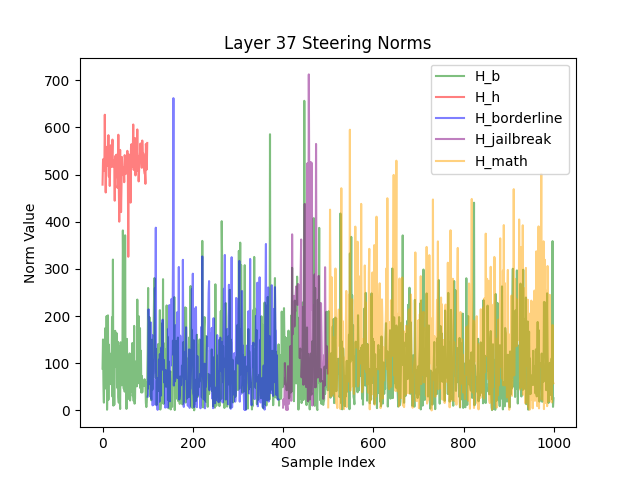 Layer 37 Steering Norms
H_b
H_h
H_borderline
H_jailbreak
H_math
Norm Value
700
600
500
400
300
200
100
0
0 200 400 600 800 1000
Sample Index